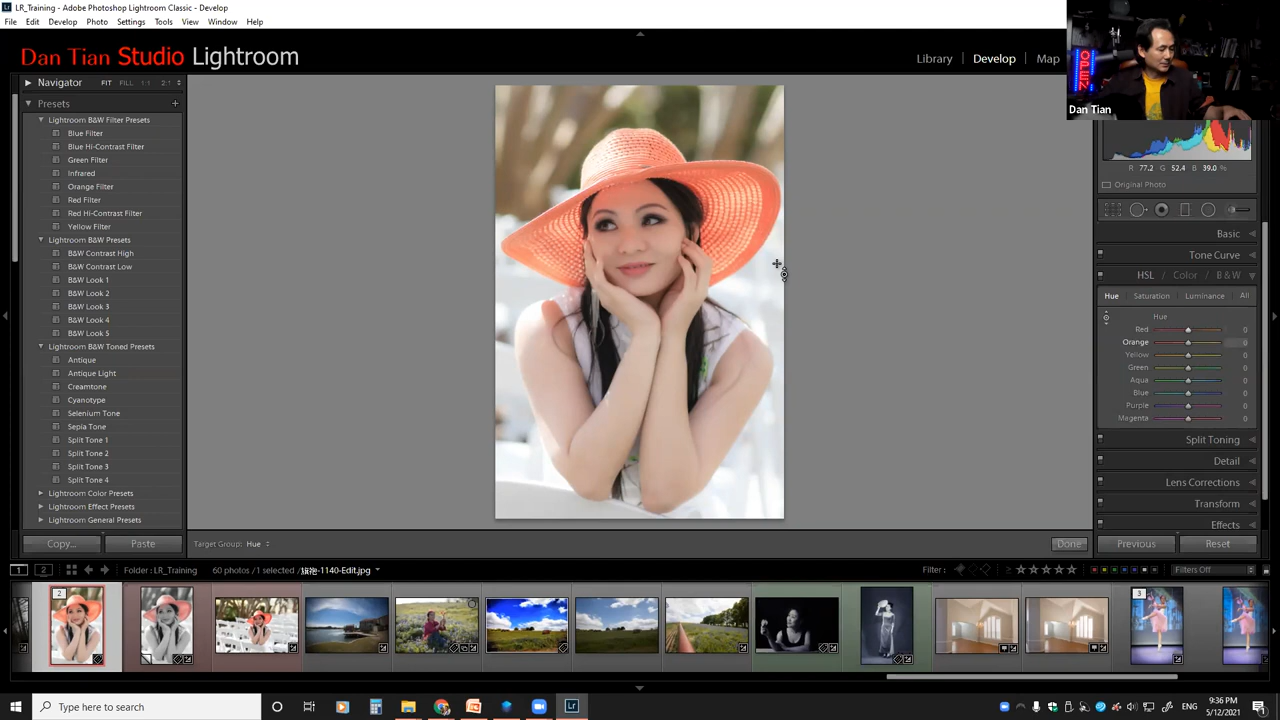 LR_Training - Adobe Photoshop Lightroom Classic - Develop
File Edit Develop Photo Settings Tools View Window Help
Dan Tian Studio Lightroom
Library Develop Map
OPEN
Dan Tian
Navigator FIT FILL 1:1 2:1
Presets
Lightroom B&W Filter Presets
Blue Filter
Blue Hi-Contrast Filter
Green Filter
Infrared
Orange Filter
Red Filter
Red Hi-Contrast Filter
Yellow Filter
Lightroom B&W Presets
B&W Contrast High
B&W Contrast Low
B&W Look 1
B&W Look 2
B&W Look 3
B&W Look 4
B&W Look 5
Lightroom B&W Toned Presets
Antique
Antique Light
Creamtone
Cyanotype
Selenium Tone
Sepia Tone
Split Tone 1
Split Tone 2
Split Tone 3
Split Tone 4
Lightroom Color Presets
Lightroom Effect Presets
Lightroom General Presets
Copy... Paste
R 77.2 G 52.4 B 39.0 %
Original Photo
Basic
Tone Curve
HSL / Color / B&W
Hue Saturation Luminance All
Hue
Red 0
Orange 0
Yellow 0
Green 0
Aqua 0
Blue 0
Purple 0
Magenta 0
Split Toning
Detail
Lens Corrections
Transform
Effects
Previous Reset
Target Group: Hue Done
1 2 Folder : LR_Training 60 photos / 1 selected / 旗袍-1140-Edit.jpg Filter : Filters Off
2
3
Type here to search
ENG
9:36 PM
5/12/2021
1